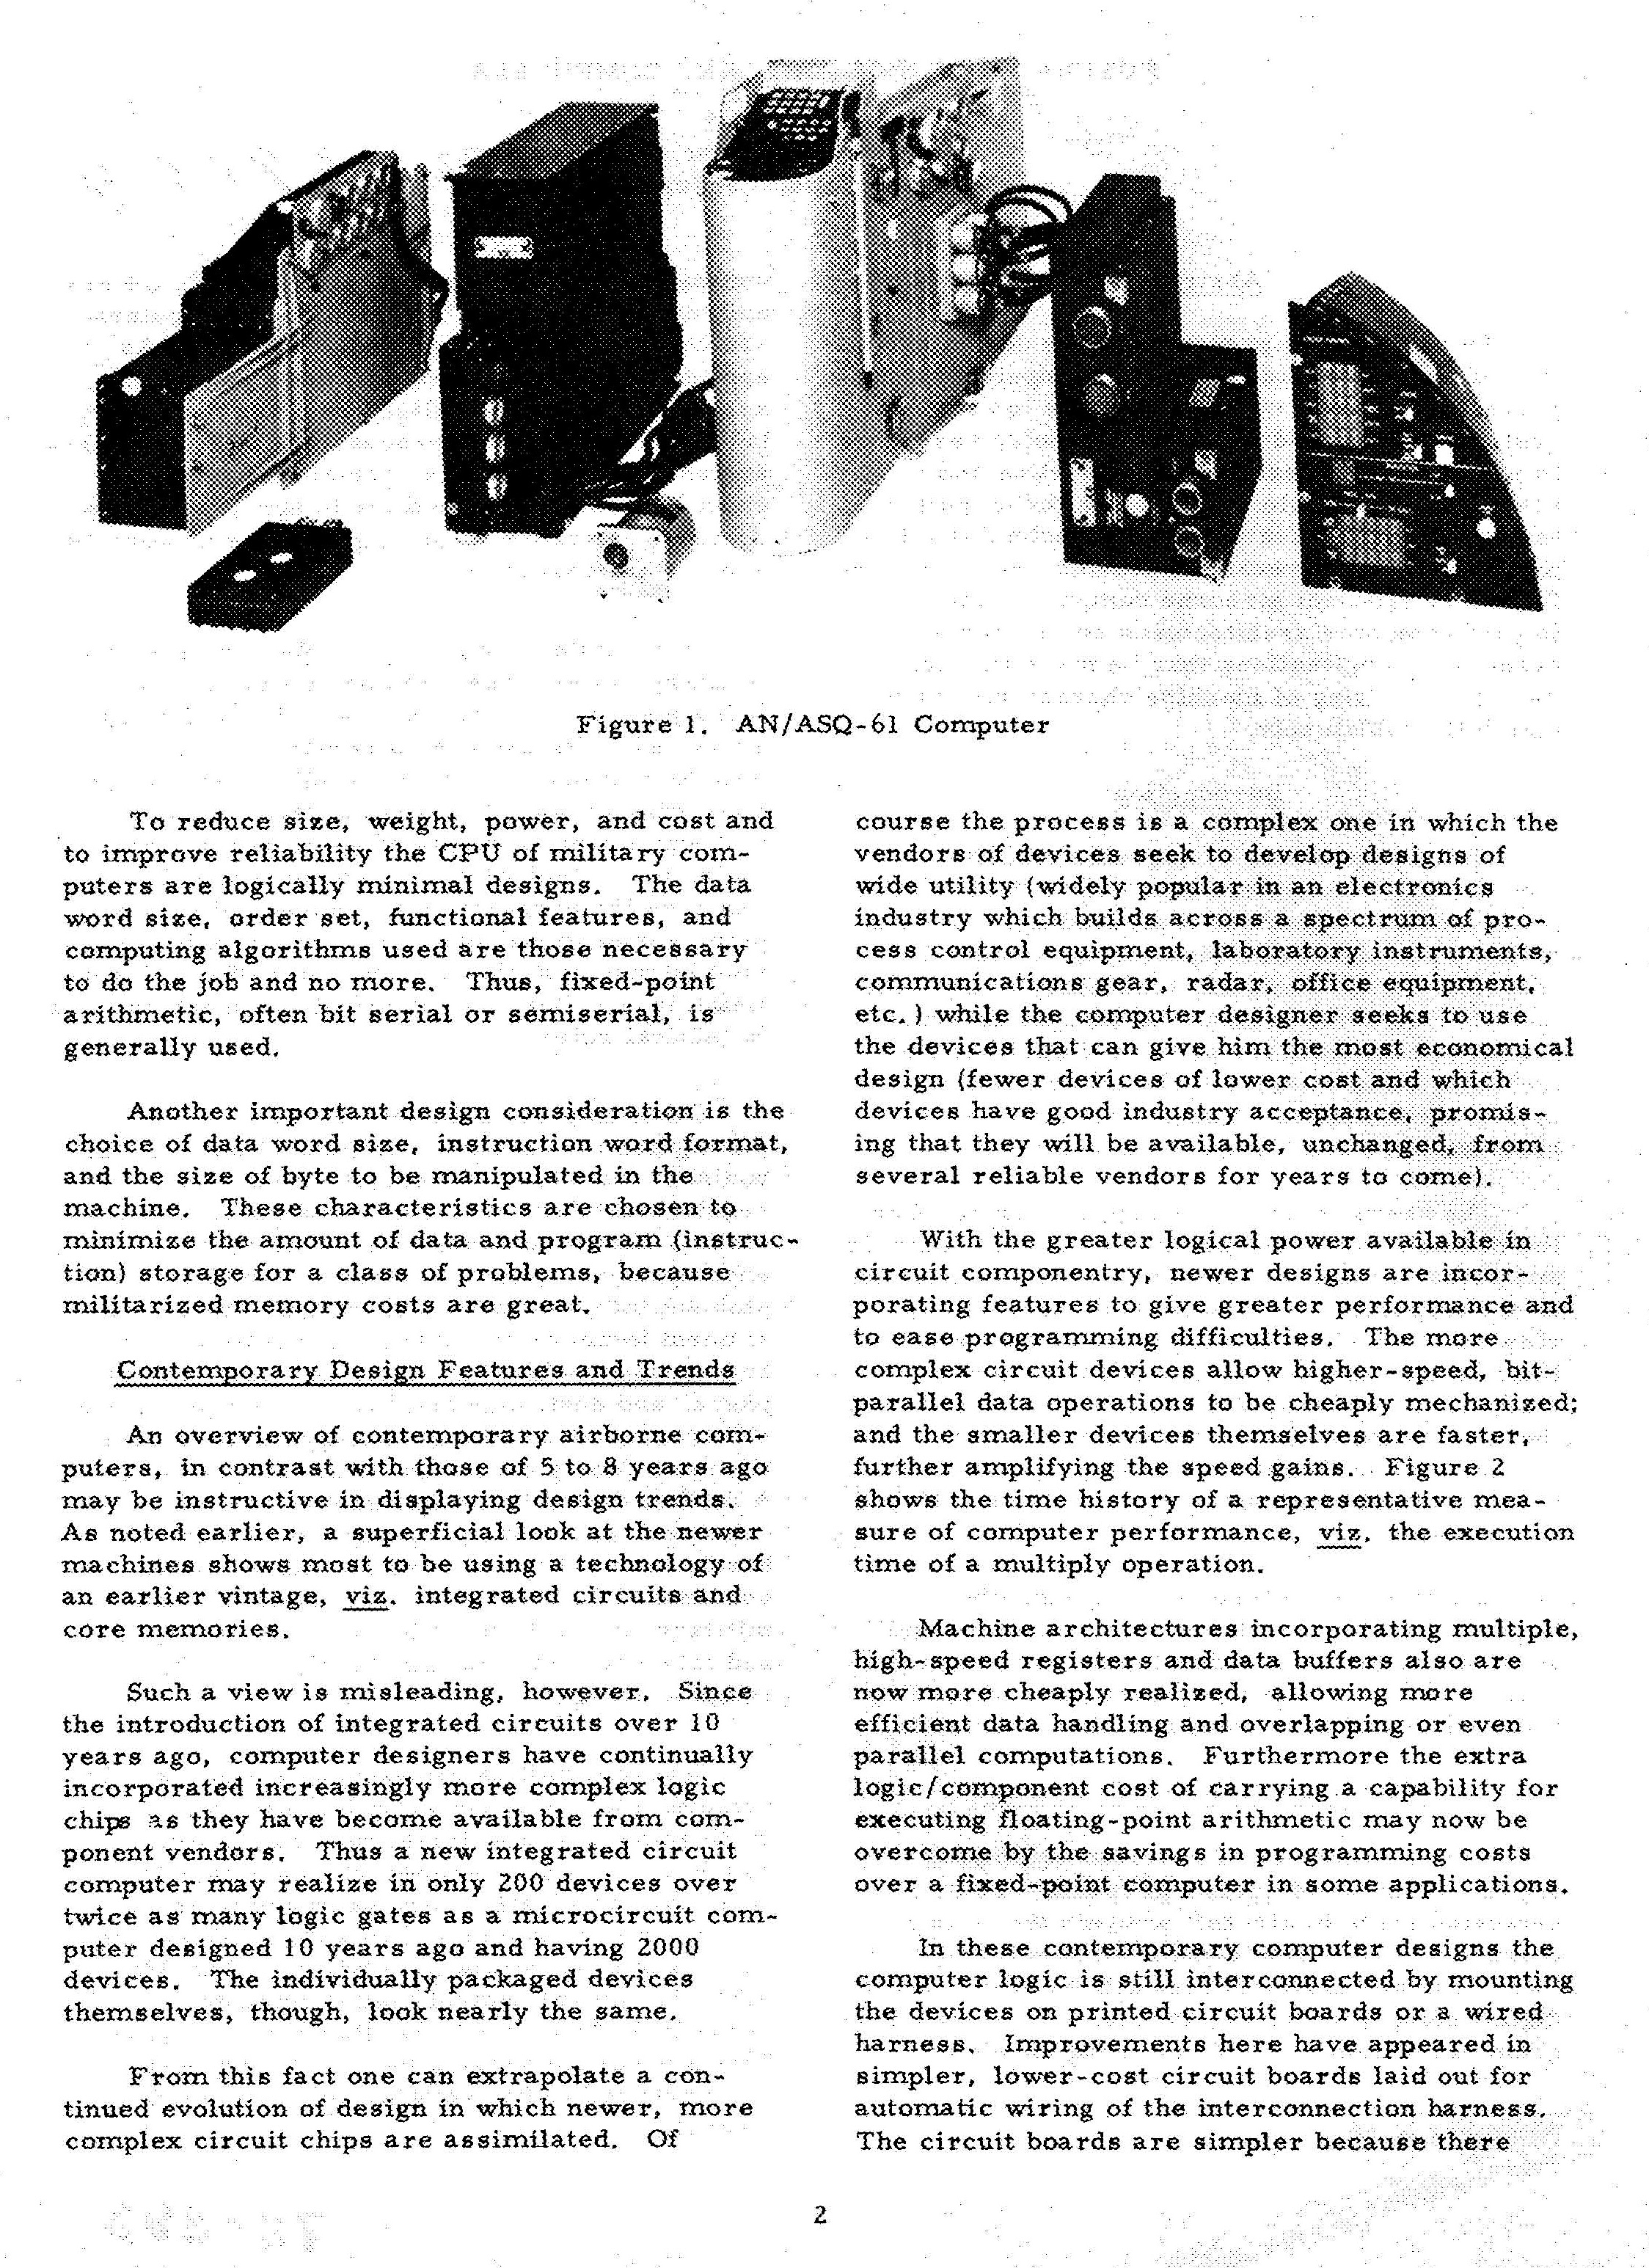 Figure 1. AN/ASQ-61 Computer
To reduce size, weight, power, and cost and
to improve reliability the CPU of military com-
puters are logically minimal designs. The data
word size, order set, functional features, and
computing algorithms used are those necessary
to do the job and no more. Thus, fixed-point
arithmetic, often bit serial or semiserial, is
generally used.
Another important design consideration is the
choice of data word size, instruction word format,
and the size of byte to be manipulated in the
machine. These characteristics are chosen to
minimize the amount of data and program (instruc-
tion) storage for a class of problems, because
militarized memory costs are great.
Contemporary Design Features and Trends
An overview of contemporary airborne com-
puters, in contrast with those of 5 to 8 years ago
may be instructive in displaying design trends.
As noted earlier, a superficial look at the newer
machines shows most to be using a technology of
an earlier vintage, viz. integrated circuits and
core memories.
Such a view is misleading, however. Since
the introduction of integrated circuits over 10
years ago, computer designers have continually
incorporated increasingly more complex logic
chips as they have become available from com-
ponent vendors. Thus a new integrated circuit
computer may realize in only 200 devices over
twice as many logic gates as a microcircuit com-
puter designed 10 years ago and having 2000
devices. The individually packaged devices
themselves, though, look nearly the same.
From this fact one can extrapolate a con-
tinued evolution of design in which newer, more
complex circuit chips are assimilated. Of
course the process is a complex one in which the
vendors of devices seek to develop designs of
wide utility (widely popular in an electronics
industry which builds across a spectrum of pro-
cess control equipment, laboratory instruments,
communications gear, radar, office equipment,
etc.) while the computer designer seeks to use
the devices that can give him the most economical
design (fewer devices of lower cost and which
devices have good industry acceptance, promis-
ing that they will be available, unchanged, from
several reliable vendors for years to come).
With the greater logical power available in
circuit componentry, newer designs are incor-
porating features to give greater performance and
to ease programming difficulties. The more
complex circuit devices allow higher-speed, bit-
parallel data operations to be cheaply mechanized;
and the smaller devices themselves are faster,
further amplifying the speed gains. Figure 2
shows the time history of a representative mea-
sure of computer performance, viz. the execution
time of a multiply operation.
Machine architectures incorporating multiple,
high-speed registers and data buffers also are
now more cheaply realized, allowing more
efficient data handling and overlapping or even
parallel computations. Furthermore the extra
logic/component cost of carrying a capability for
executing floating-point arithmetic may now be
overcome by the savings in programming costs
over a fixed-point computer in some applications.
In these contemporary computer designs the
computer logic is still interconnected by mounting
the devices on printed circuit boards or a wired
harness. Improvements here have appeared in
simpler, lower-cost circuit boards laid out for
automatic wiring of the interconnection harness.
The circuit boards are simpler because there
2